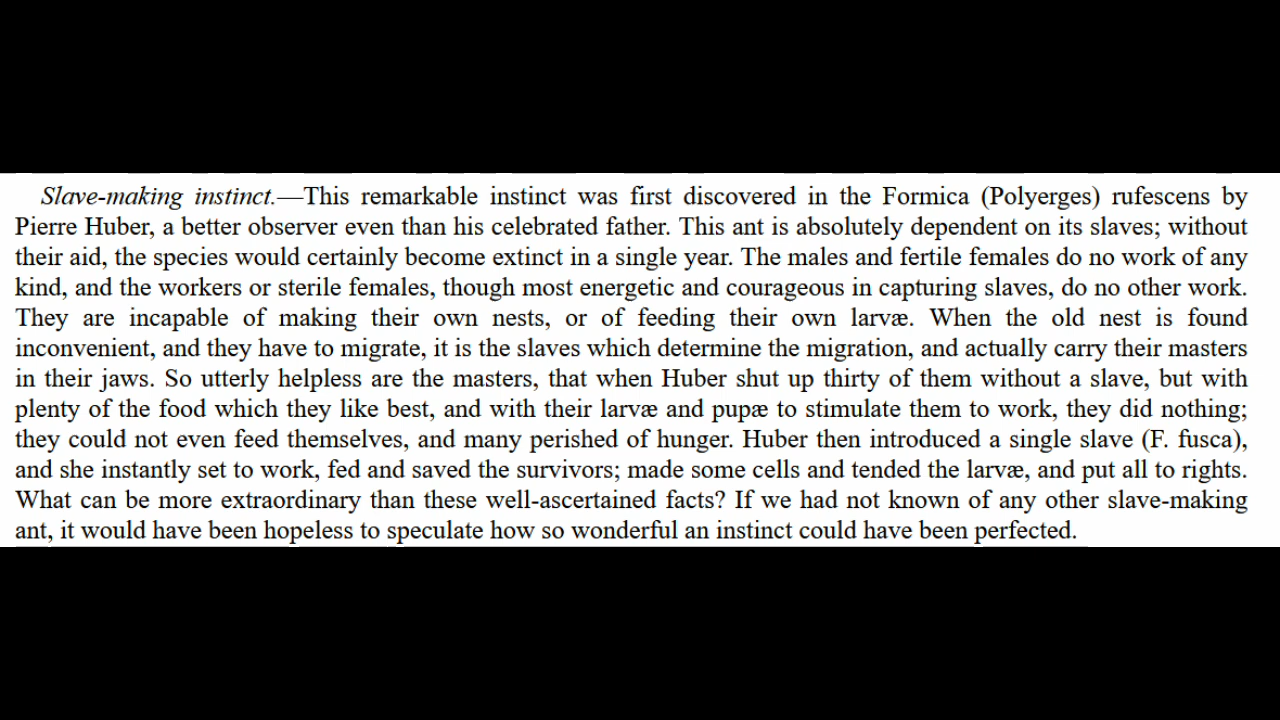 Slave-making instinct.—This remarkable instinct was first discovered in the Formica (Polyerges) rufescens by
Pierre Huber, a better observer even than his celebrated father. This ant is absolutely dependent on its slaves; without
their aid, the species would certainly become extinct in a single year. The males and fertile females do no work of any
kind, and the workers or sterile females, though most energetic and courageous in capturing slaves, do no other work.
They are incapable of making their own nests, or of feeding their own larvæ. When the old nest is found
inconvenient, and they have to migrate, it is the slaves which determine the migration, and actually carry their masters
in their jaws. So utterly helpless are the masters, that when Huber shut up thirty of them without a slave, but with
plenty of the food which they like best, and with their larvæ and pupæ to stimulate them to work, they did nothing;
they could not even feed themselves, and many perished of hunger. Huber then introduced a single slave (F. fusca),
and she instantly set to work, fed and saved the survivors; made some cells and tended the larvæ, and put all to rights.
What can be more extraordinary than these well-ascertained facts? If we had not known of any other slave-making
ant, it would have been hopeless to speculate how so wonderful an instinct could have been perfected.